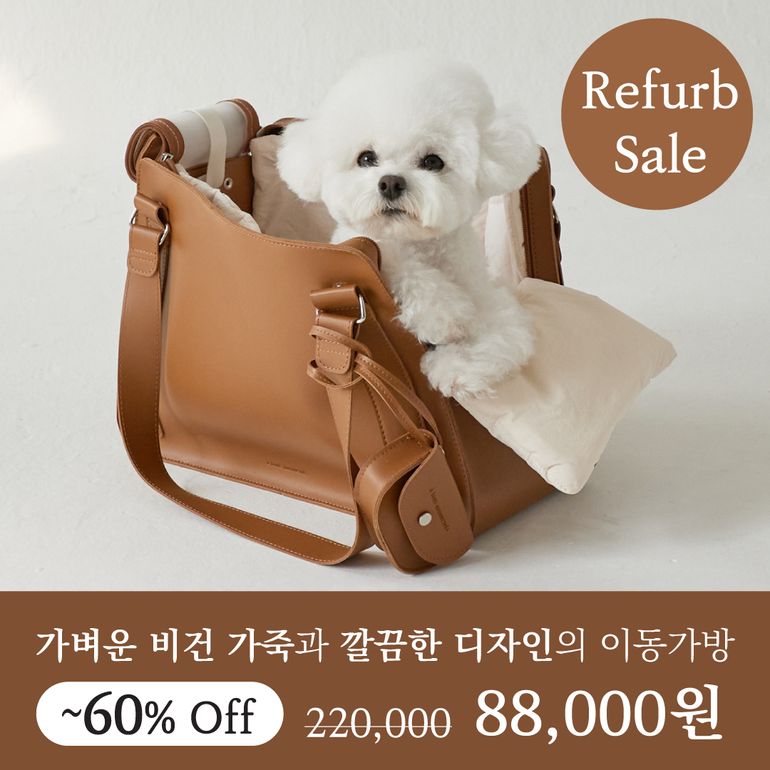 Refurb
Sale
가벼운 비건 가죽과 깔끔한 디자인의 이동가방
~60% Off
220,000 88,000원